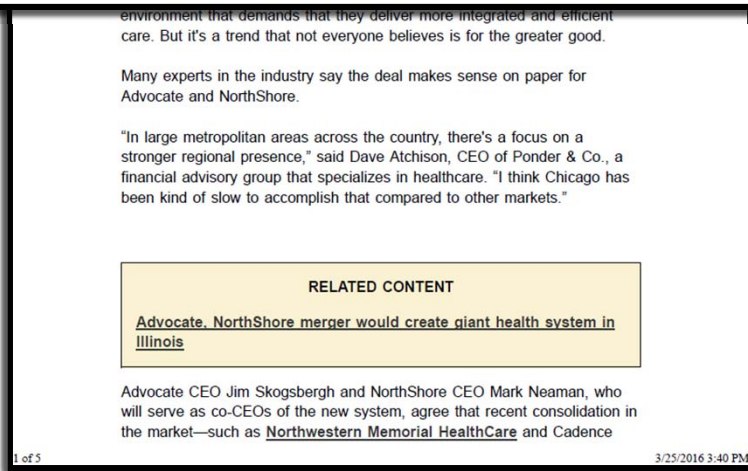 environment that demands that they deliver more integrated and efficient
care. But it's a trend that not everyone believes is for the greater good.
Many experts in the industry say the deal makes sense on paper for
Advocate and NorthShore.
“In large metropolitan areas across the country, there's a focus on a
stronger regional presence,” said Dave Atchison, CEO of Ponder & Co., a
financial advisory group that specializes in healthcare. “I think Chicago has
been kind of slow to accomplish that compared to other markets.”
RELATED CONTENT
Advocate, NorthShore merger would create giant health system in
Illinois
Advocate CEO Jim Skogsbergh and NorthShore CEO Mark Neaman, who
will serve as co-CEOs of the new system, agree that recent consolidation in
the market—such as Northwestern Memorial HealthCare and Cadence
1 of 5
3/25/2016 3:40 PM